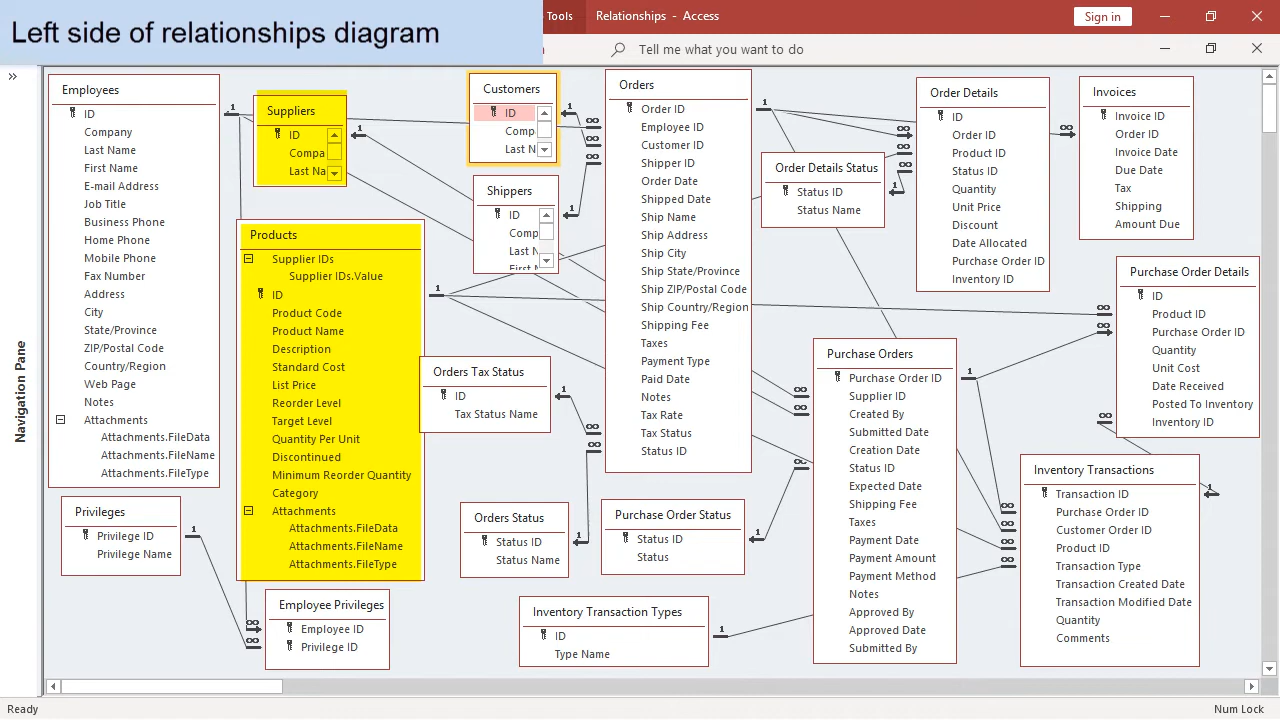 Left side of relationships diagram
Tools
Relationships - Access
Sign in
Tell me what you want to do
Navigation Pane
Employees
ID
Company
Last Name
First Name
E-mail Address
Job Title
Business Phone
Home Phone
Mobile Phone
Fax Number
Address
City
State/Province
ZIP/Postal Code
Country/Region
Web Page
Notes
Attachments
Attachments.FileData
Attachments.FileName
Attachments.FileType
Privileges
Privilege ID
Privilege Name
Suppliers
ID
Compa
Last Na
Products
Supplier IDs
Supplier IDs.Value
ID
Product Code
Product Name
Description
Standard Cost
List Price
Reorder Level
Target Level
Quantity Per Unit
Discontinued
Minimum Reorder Quantity
Category
Attachments
Attachments.FileData
Attachments.FileName
Attachments.FileType
Employee Privileges
Employee ID
Privilege ID
Customers
ID
Comp
Last N
Shippers
ID
Comp
Last N
First N
Orders Tax Status
ID
Tax Status Name
Orders Status
Status ID
Status Name
Orders
Order ID
Employee ID
Customer ID
Shipper ID
Order Date
Shipped Date
Ship Name
Ship Address
Ship City
Ship State/Province
Ship ZIP/Postal Code
Ship Country/Region
Shipping Fee
Taxes
Payment Type
Paid Date
Notes
Tax Rate
Tax Status
Status ID
Purchase Order Status
Status ID
Status
Inventory Transaction Types
ID
Type Name
Order Details Status
Status ID
Status Name
Purchase Orders
Purchase Order ID
Supplier ID
Created By
Submitted Date
Creation Date
Status ID
Expected Date
Shipping Fee
Taxes
Payment Date
Payment Amount
Payment Method
Notes
Approved By
Approved Date
Submitted By
Order Details
ID
Order ID
Product ID
Status ID
Quantity
Unit Price
Discount
Date Allocated
Purchase Order ID
Inventory ID
Invoices
Invoice ID
Order ID
Invoice Date
Due Date
Tax
Shipping
Amount Due
Purchase Order Details
ID
Product ID
Purchase Order ID
Quantity
Unit Cost
Date Received
Posted To Inventory
Inventory ID
Inventory Transactions
Transaction ID
Purchase Order ID
Customer Order ID
Product ID
Transaction Type
Transaction Created Date
Transaction Modified Date
Quantity
Comments
Ready
Num Lock